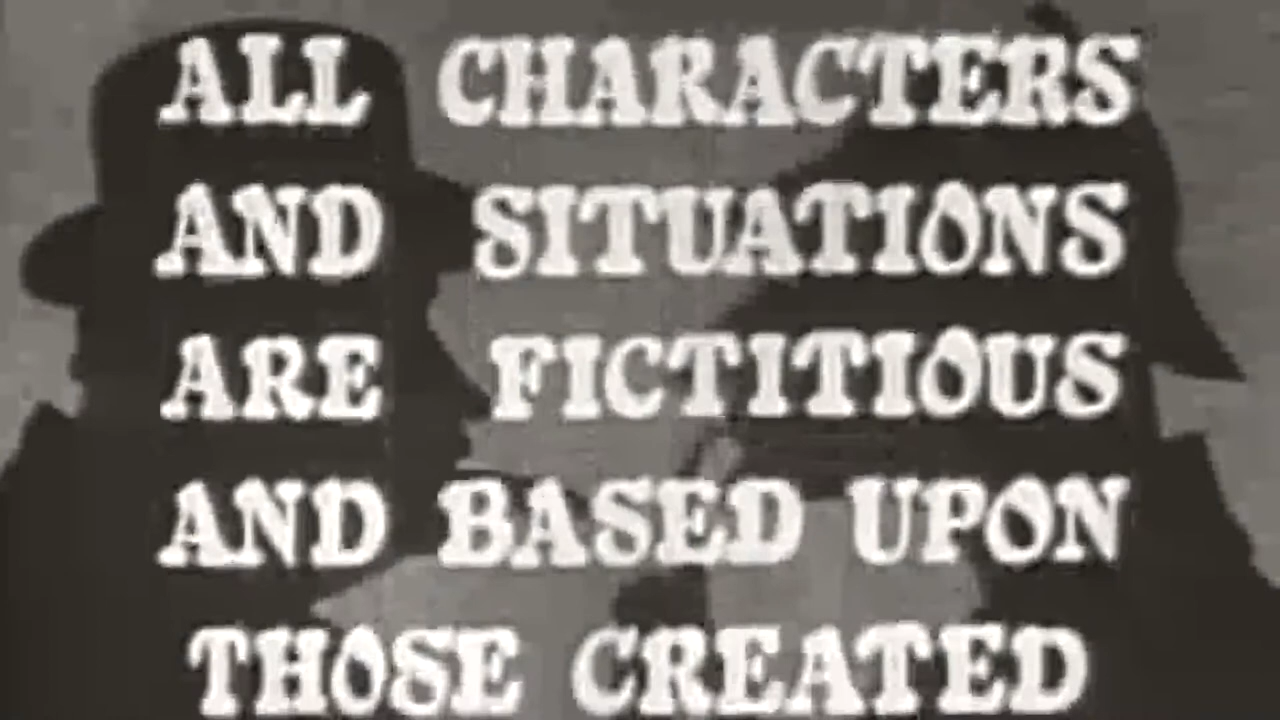 ALL CHARACTERS
AND SITUATIONS
ARE FICTITIOUS
AND BASED UPON
THOSE CREATED